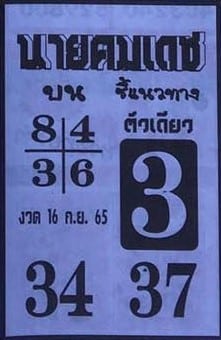 นายคมเดช
บน ชี้แนวทาง
8 4 ตัวเดียว
3 6 3
งวด 16 ก.ย. 65
34 37